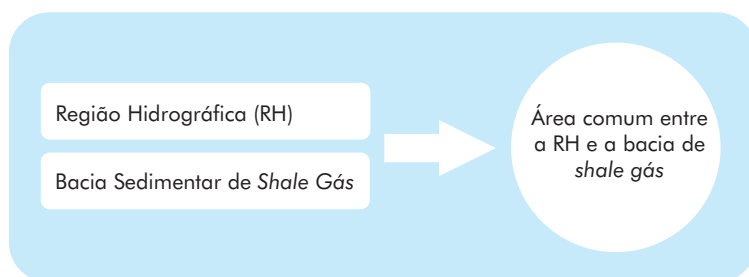 Região Hidrográfica (RH)
Bacia Sedimentar de Shale Gás
Área comum entre
a RH e a bacia de
shale gás